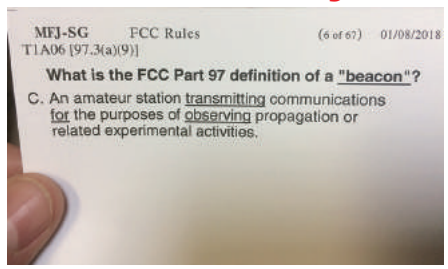 MFJ-SG FCC Rules (6 of 67) 01/08/2018
T1A06 [97.3(a)(9)]
What is the FCC Part 97 definition of a "beacon"?
C. An amateur station transmitting communications
for the purposes of observing propagation or
related experimental activities.